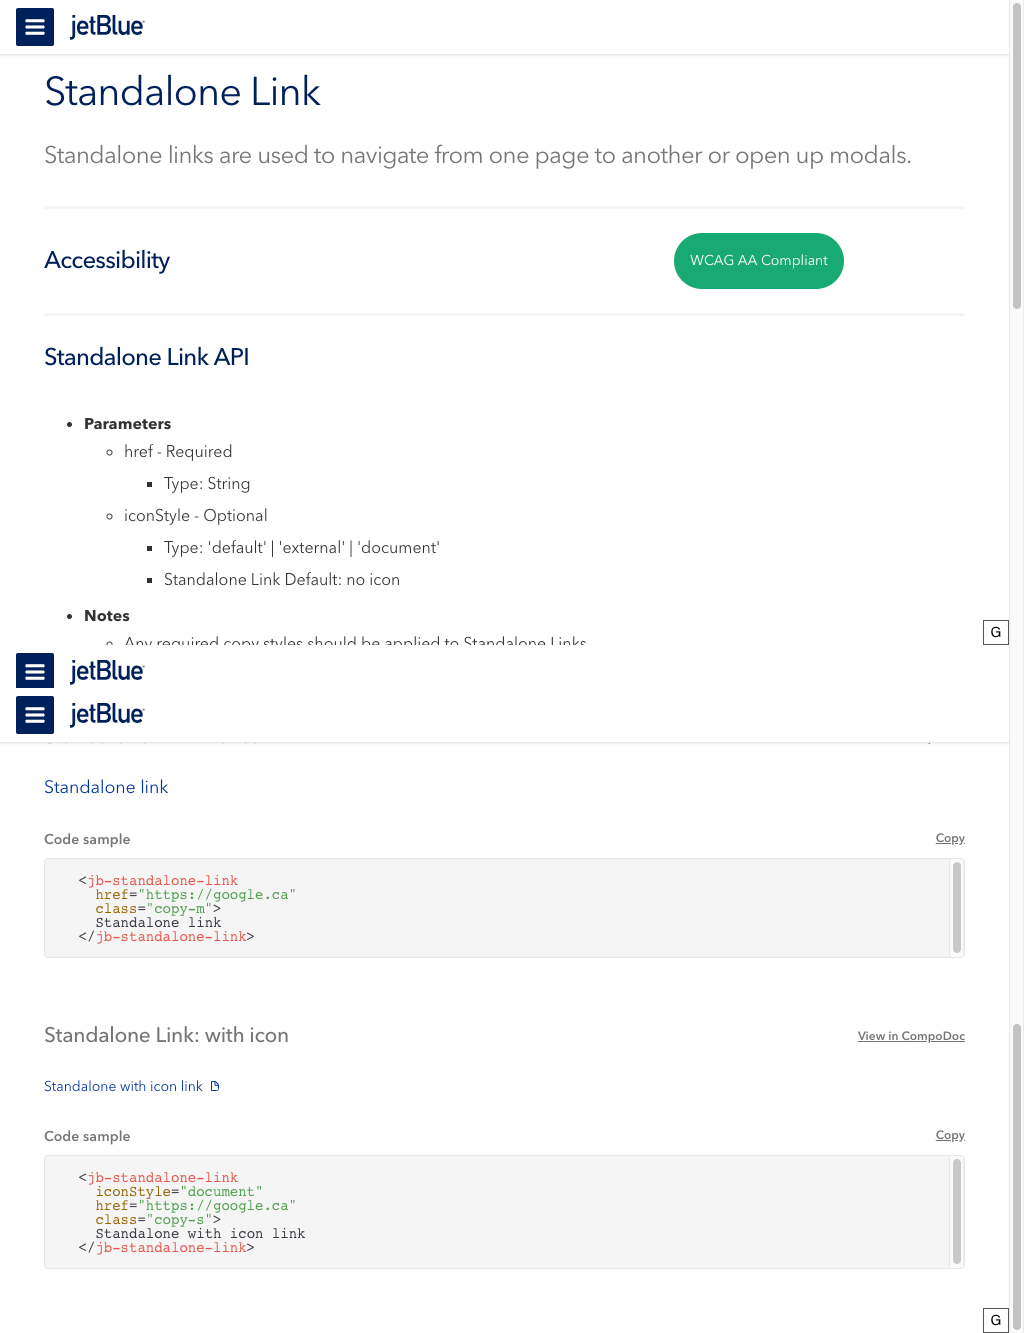 jetBlue
Standalone Link
Standalone links are used to navigate from one page to another or open up modals.
Accessibility
WCAG AA Compliant
Standalone Link API
Parameters
href - Required
Type: String
iconStyle - Optional
Type: 'default' | 'external' | 'document'
Standalone Link Default: no icon
Notes
Any required copy styles should be applied to Standalone Links
G
jetBlue
jetBlue
Standalone link
Code sample
Copy
<jb-standalone-link
href="https://google.ca"
class="copy-m">
Standalone link
</jb-standalone-link>
Standalone Link: with icon
View in CompoDoc
Standalone with icon link
Code sample
Copy
<jb-standalone-link
iconStyle="document"
href="https://google.ca"
class="copy-s">
Standalone with icon link
</jb-standalone-link>
G